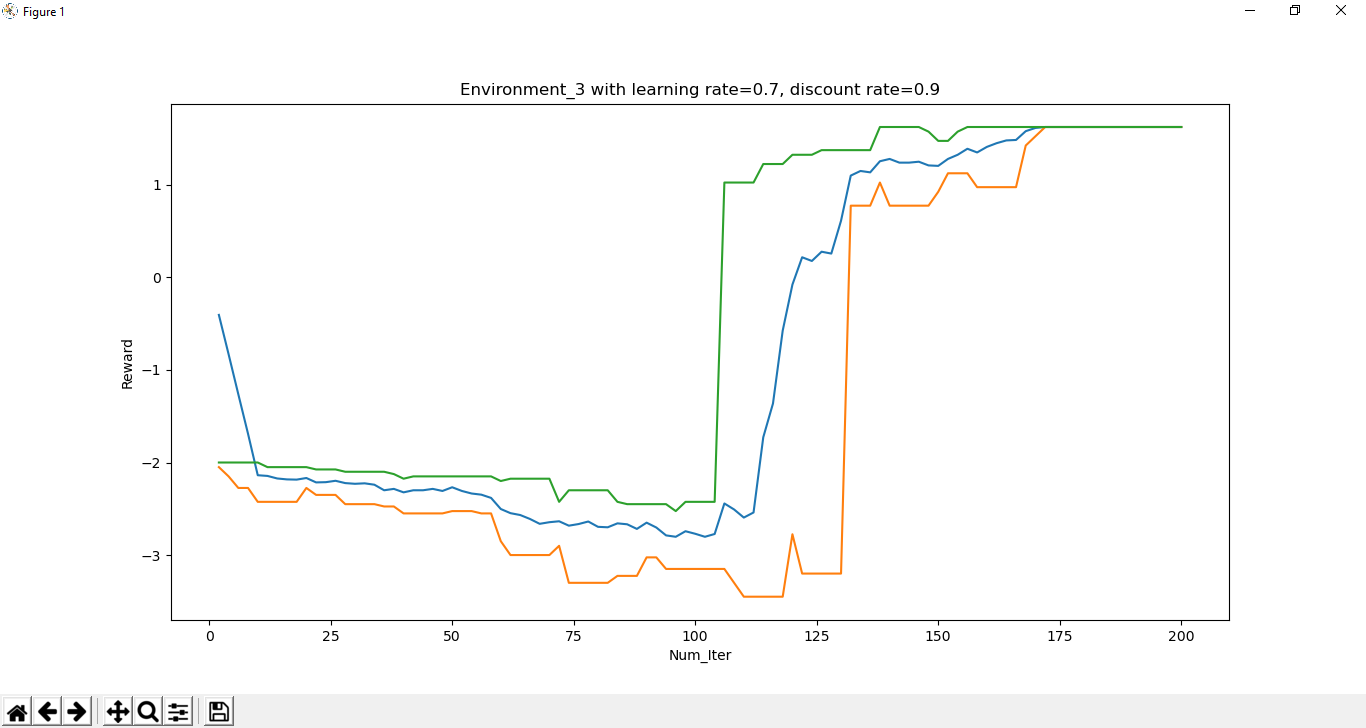 Figure 1
Environment_3 with learning rate=0.7, discount rate=0.9
Reward
1
0
−1
−2
−3
0 25 50 75 100 125 150 175 200
Num_Iter